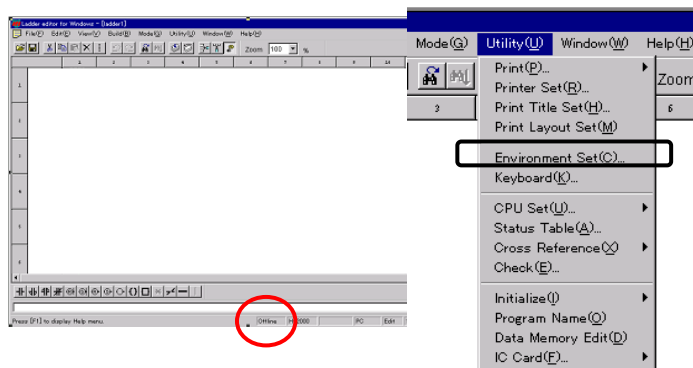 Ladder editor for Windows - [ladder1]
File(F) Edit(E) View(V) Build(B) Mode(G) Utility(U) Window(W) Help(H)
Zoom 100 %
Press [F1] to display Help menu.
Offline
PC
Edit
Mode(G) Utility(U) Window(W) Help(H)
Zoom
3
6
Print(P)...
Printer Set(R)...
Print Title Set(H)...
Print Layout Set(M)
Environment Set(C)...
Keyboard(K)...
CPU Set(U)...
Status Table(A)...
Cross Reference(X)
Check(E)...
Initialize(I)
Program Name(O)
Data Memory Edit(D)
IC Card(F)...